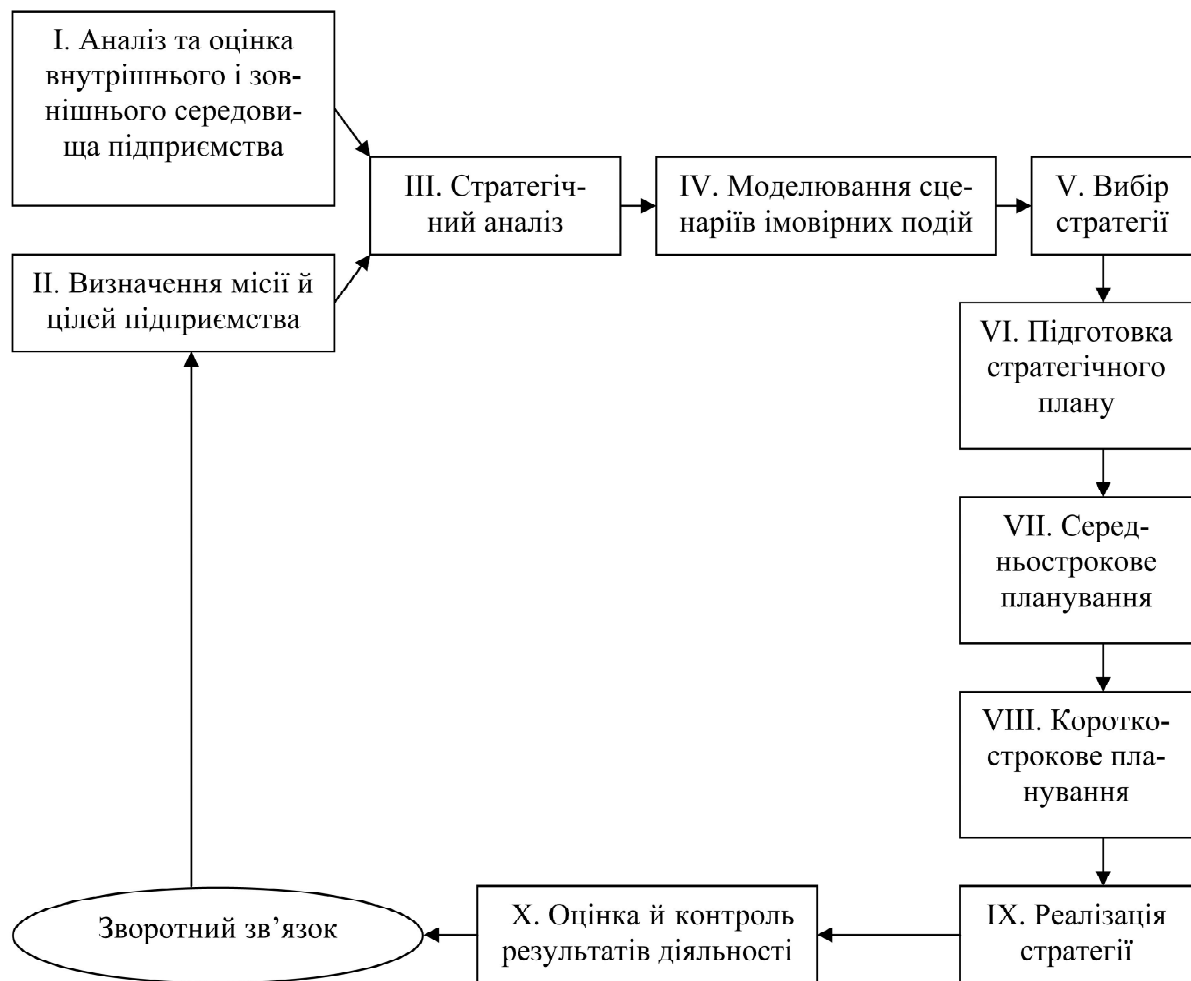 I. Аналіз та оцінка
внутрішнього і зов-
нішнього середови-
ща підприємства
II. Визначення місії й
цілей підприємства
III. Стратегіч-
ний аналіз
IV. Моделювання сце-
наріїв імовірних подій
V. Вибір
стратегії
VI. Підготовка
стратегічного
плану
VII. Серед-
ньострокове
планування
VIII. Коротко-
строкове пла-
нування
IX. Реалізація
стратегії
X. Оцінка й контроль
результатів діяльності
Зворотний зв’язок